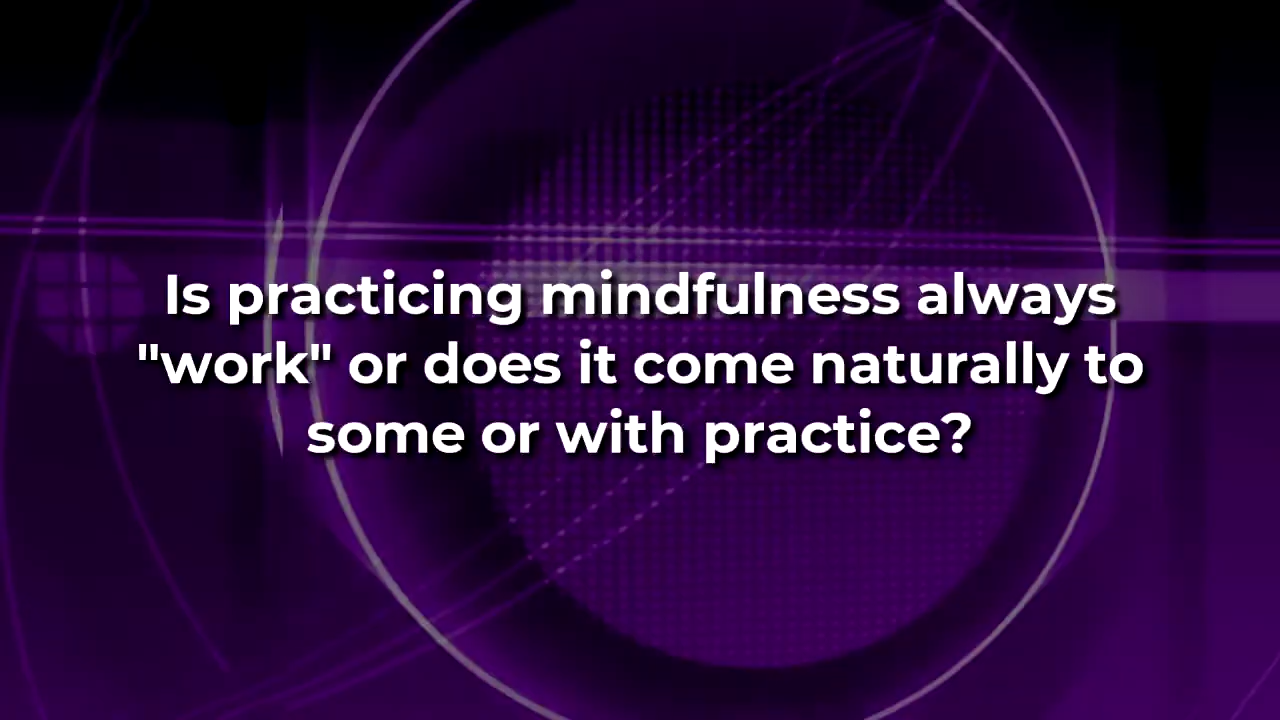 Is practicing mindfulness always
"work" or does it come naturally to
some or with practice?